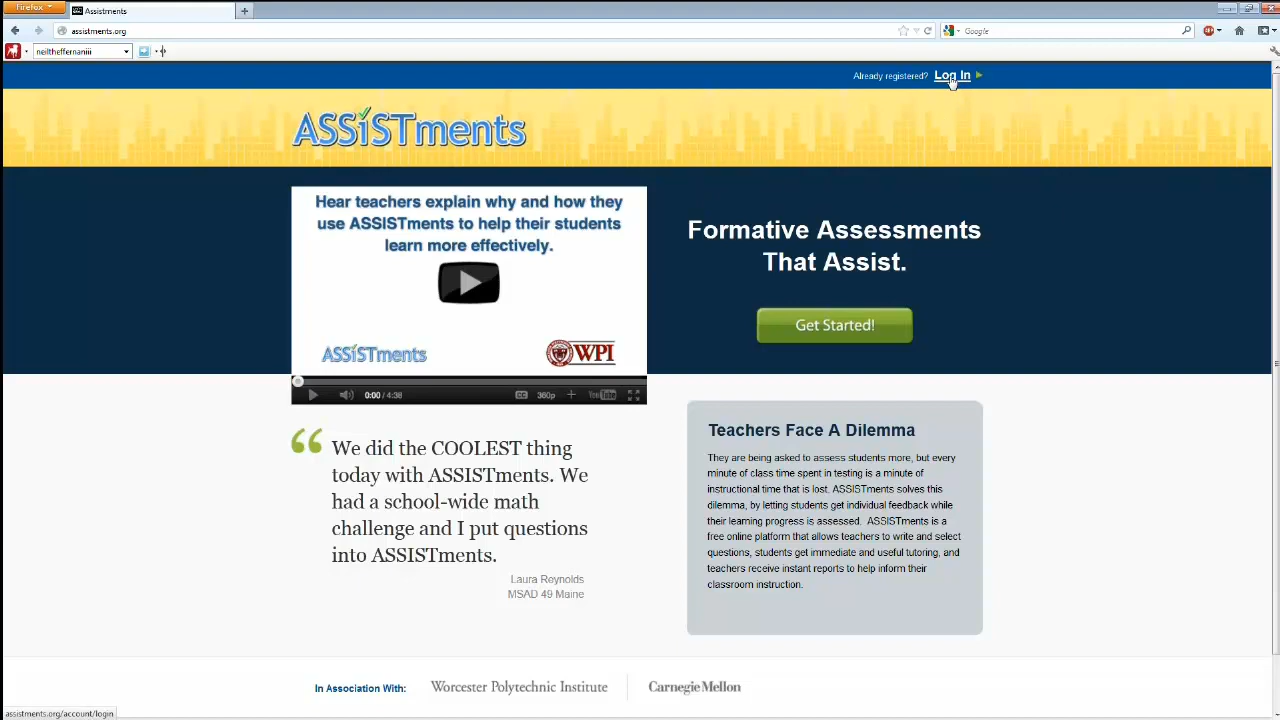 Firefox
Assistments
assistments.org
Google
neiltheffernaniii
Already registered? Log In
ASSiSTments
Hear teachers explain why and how they
use ASSISTments to help their students
learn more effectively.
ASSiSTments
WPI
0:00 / 4:38
CC
360p
YouTube
Formative Assessments
That Assist.
Get Started!
“
We did the COOLEST thing
today with ASSISTments. We
had a school-wide math
challenge and I put questions
into ASSISTments.
Laura Reynolds
MSAD 49 Maine
Teachers Face A Dilemma
They are being asked to assess students more, but every
minute of class time spent in testing is a minute of
instructional time that is lost. ASSISTments solves this
dilemma, by letting students get individual feedback while
their learning progress is assessed. ASSISTments is a
free online platform that allows teachers to write and select
questions, students get immediate and useful tutoring, and
teachers receive instant reports to help inform their
classroom instruction.
In Association With:
Worcester Polytechnic Institute
Carnegie Mellon
assistments.org/account/login